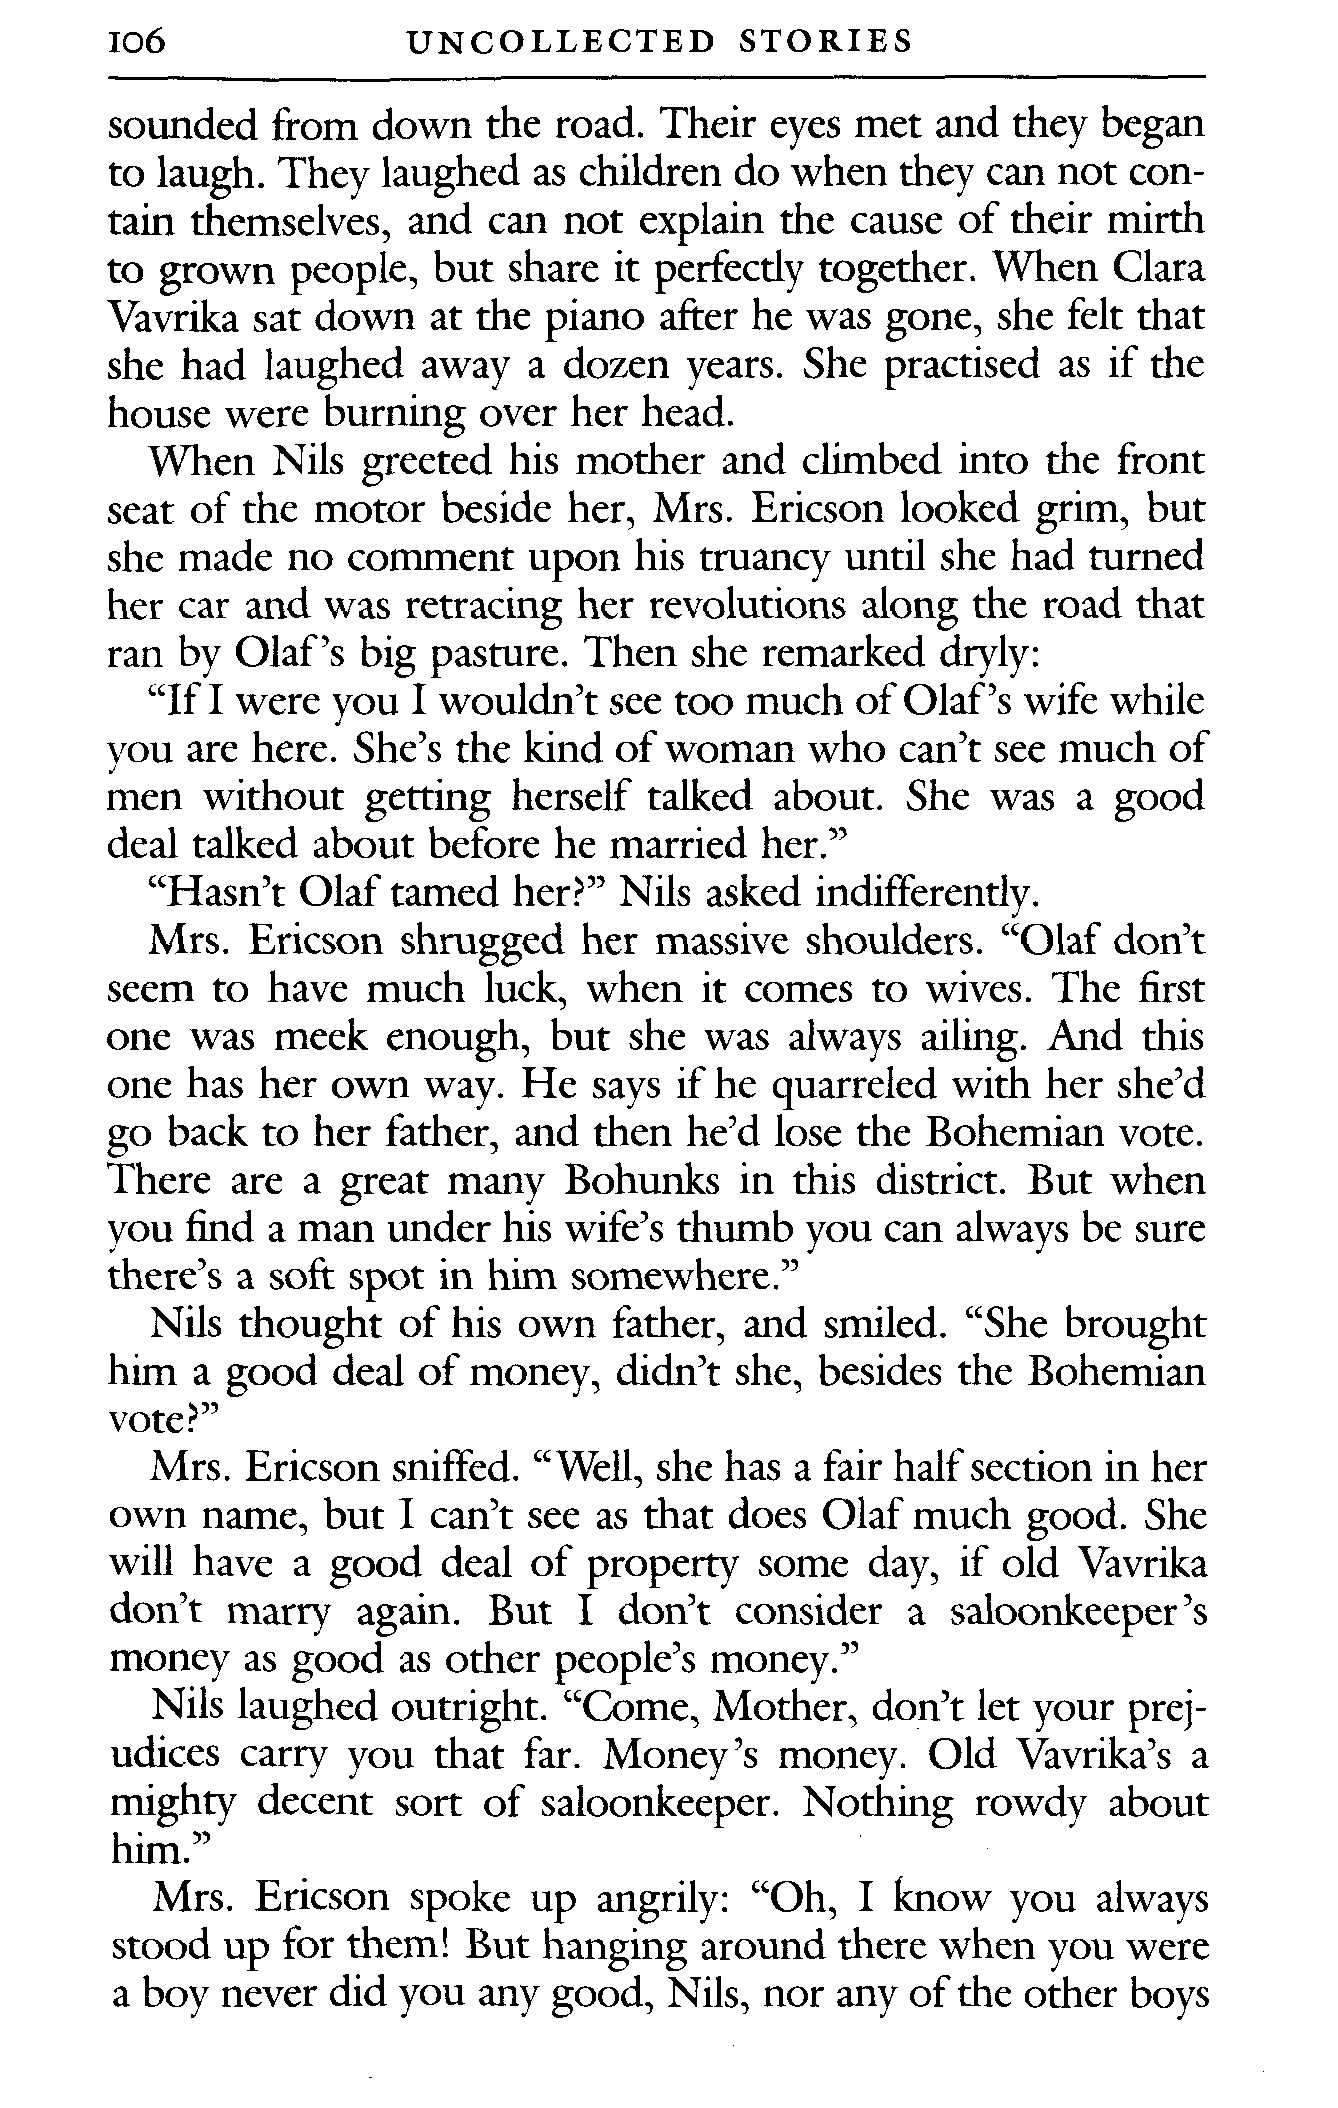 106 UNCOLLECTED STORIES
sounded from down the road. Their eyes met and they began
to laugh. They laughed as children do when they can not con-
tain themselves, and can not explain the cause of their mirth
to grown people, but share it perfectly together. When Clara
Vavrika sat down at the piano after he was gone, she felt that
she had laughed away a dozen years. She practised as if the
house were burning over her head.
When Nils greeted his mother and climbed into the front
seat of the motor beside her, Mrs. Ericson looked grim, but
she made no comment upon his truancy until she had turned
her car and was retracing her revolutions along the road that
ran by Olaf's big pasture. Then she remarked dryly:
“If I were you I wouldn't see too much of Olaf's wife while
you are here. She's the kind of woman who can't see much of
men without getting herself talked about. She was a good
deal talked about before he married her.”
“Hasn't Olaf tamed her?” Nils asked indifferently.
Mrs. Ericson shrugged her massive shoulders. “Olaf don't
seem to have much luck, when it comes to wives. The first
one was meek enough, but she was always ailing. And this
one has her own way. He says if he quarreled with her she'd
go back to her father, and then he'd lose the Bohemian vote.
There are a great many Bohunks in this district. But when
you find a man under his wife's thumb you can always be sure
there's a soft spot in him somewhere.”
Nils thought of his own father, and smiled. “She brought
him a good deal of money, didn't she, besides the Bohemian
vote?”
Mrs. Ericson sniffed. “Well, she has a fair half section in her
own name, but I can't see as that does Olaf much good. She
will have a good deal of property some day, if old Vavrika
don't marry again. But I don't consider a saloonkeeper's
money as good as other people's money.”
Nils laughed outright. “Come, Mother, don't let your prej-
udices carry you that far. Money's money. Old Vavrika's a
mighty decent sort of saloonkeeper. Nothing rowdy about
him.”
Mrs. Ericson spoke up angrily: “Oh, I know you always
stood up for them! But hanging around there when you were
a boy never did you any good, Nils, nor any of the other boys